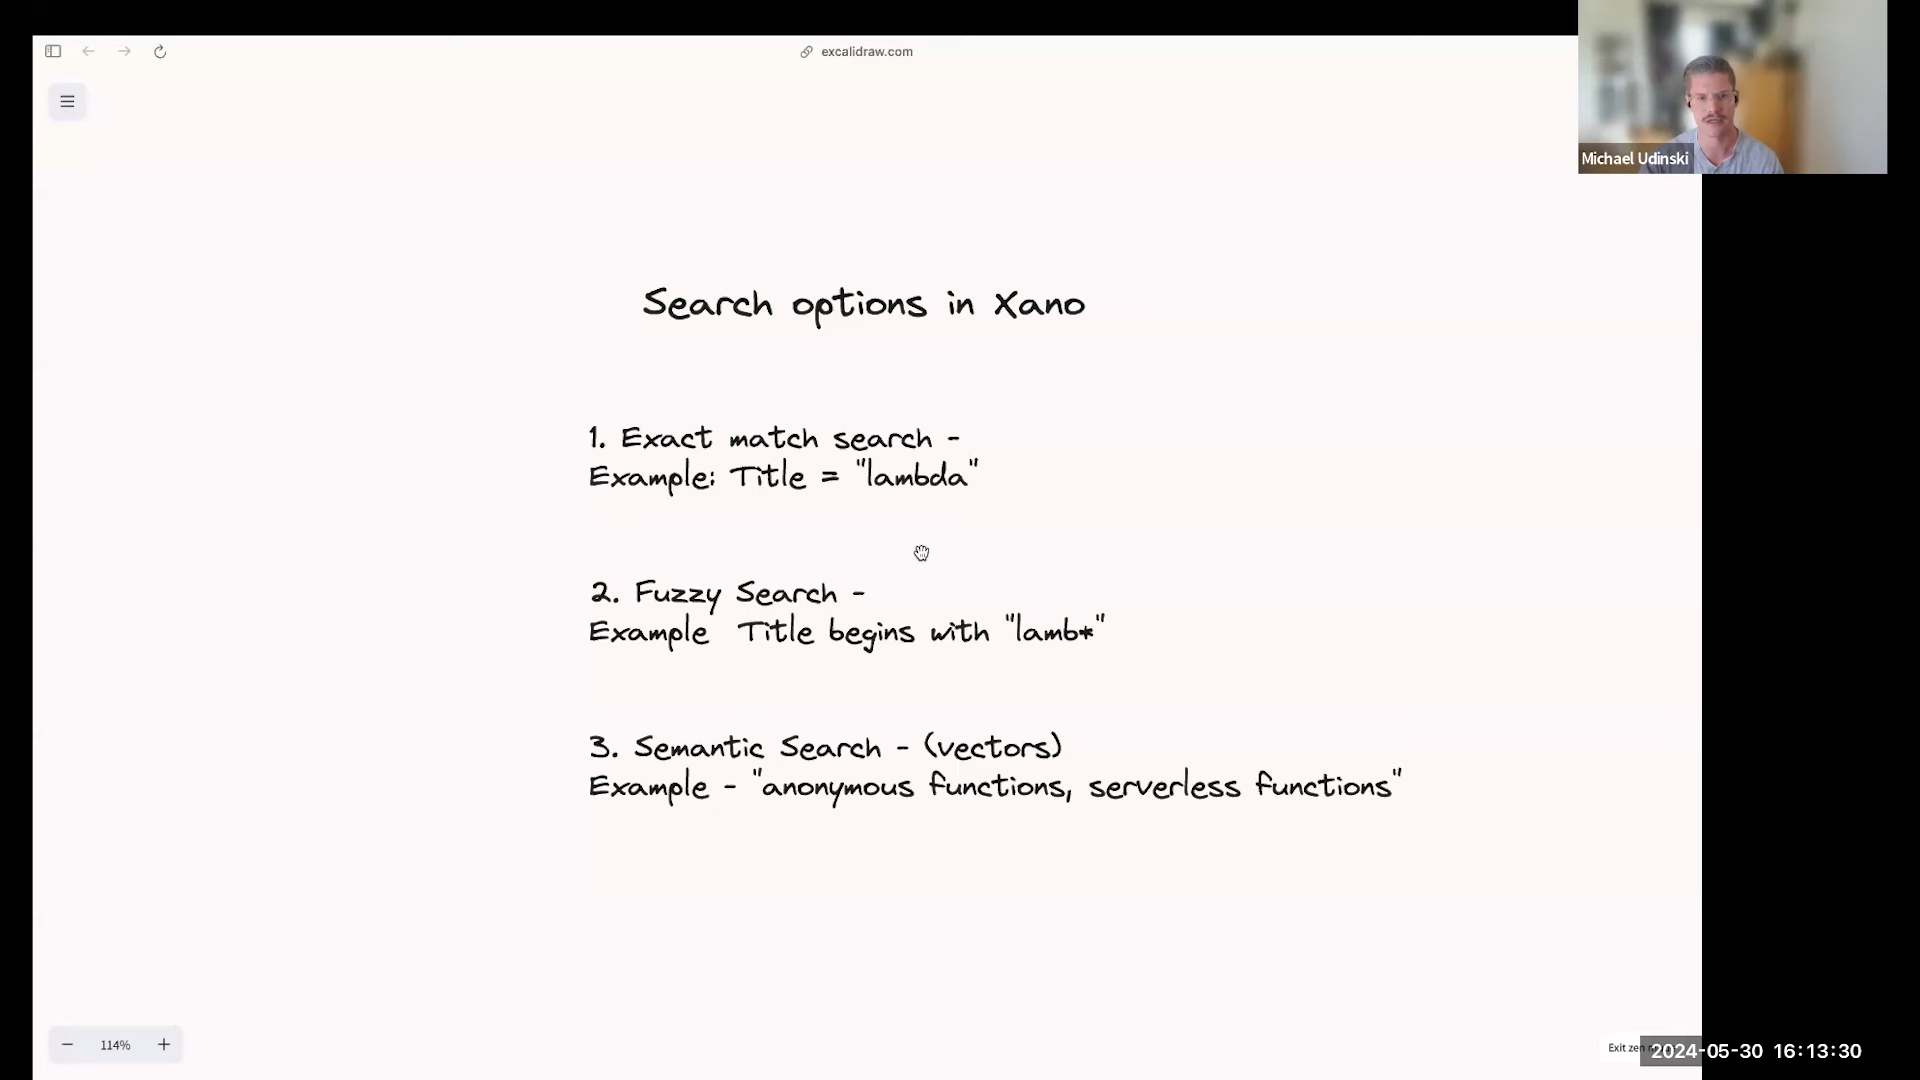 excalidraw.com
Michael Udinski
Search options in Xano
1. Exact match search -
Example: Title = "lambda"
2. Fuzzy Search -
Example Title begins with "lamb*"
3. Semantic Search - (vectors)
Example - "anonymous functions, serverless functions"
114%
Exit zen
2024-05-30 16:13:30